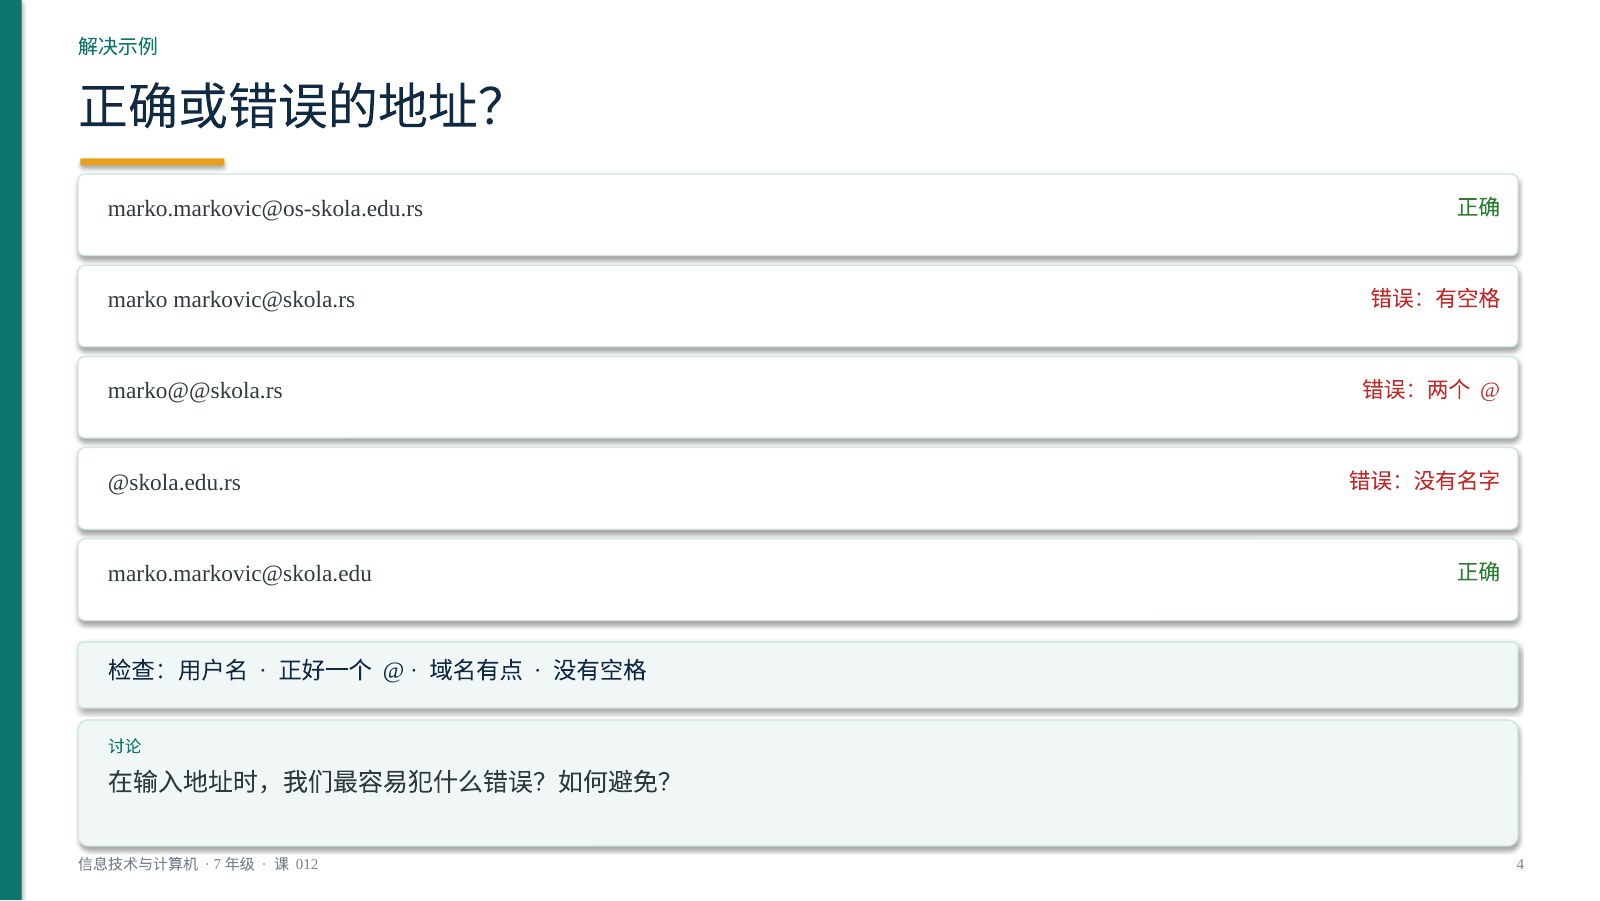 解决示例
正确或错误的地址？
marko.markovic@os-skola.edu.rs 正确
marko markovic@skola.rs 错误：有空格
marko@@skola.rs 错误：两个 @
@skola.edu.rs 错误：没有名字
marko.markovic@skola.edu 正确
检查：用户名 · 正好一个 @ · 域名有点 · 没有空格
讨论
在输入地址时，我们最容易犯什么错误？如何避免？
信息技术与计算机 · 7 年级 · 课 012 4